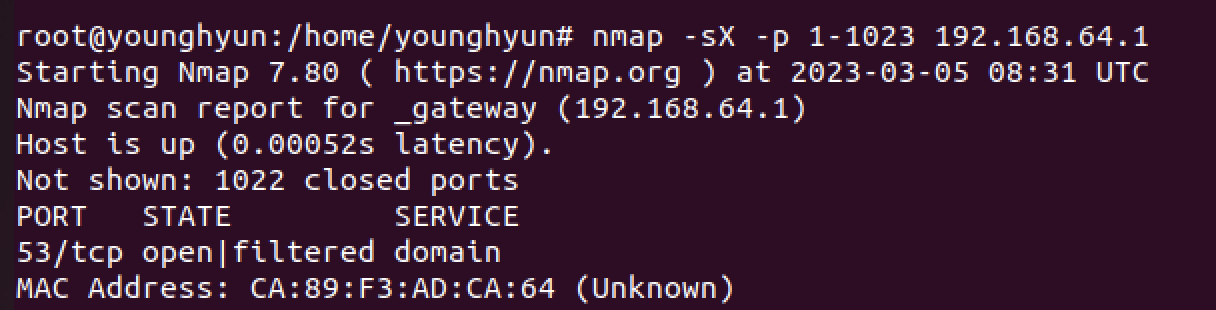 root@younghyun:/home/younghyun# nmap -sX -p 1-1023 192.168.64.1
Starting Nmap 7.80 ( https://nmap.org ) at 2023-03-05 08:31 UTC
Nmap scan report for _gateway (192.168.64.1)
Host is up (0.00052s latency).
Not shown: 1022 closed ports
PORT   STATE         SERVICE
53/tcp open|filtered domain
MAC Address: CA:89:F3:AD:CA:64 (Unknown)